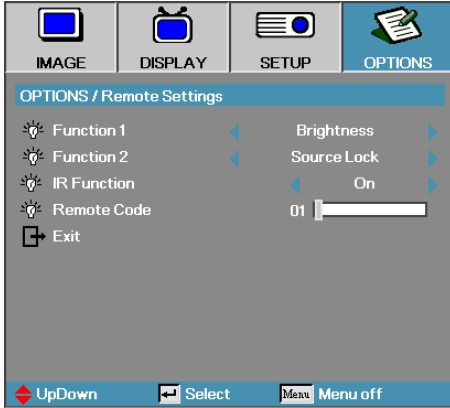 IMAGE DISPLAY SETUP OPTIONS
OPTIONS / Remote Settings
Function 1 Brightness
Function 2 Source Lock
IR Function On
Remote Code 01
Exit
UpDown Select Menu Menu off